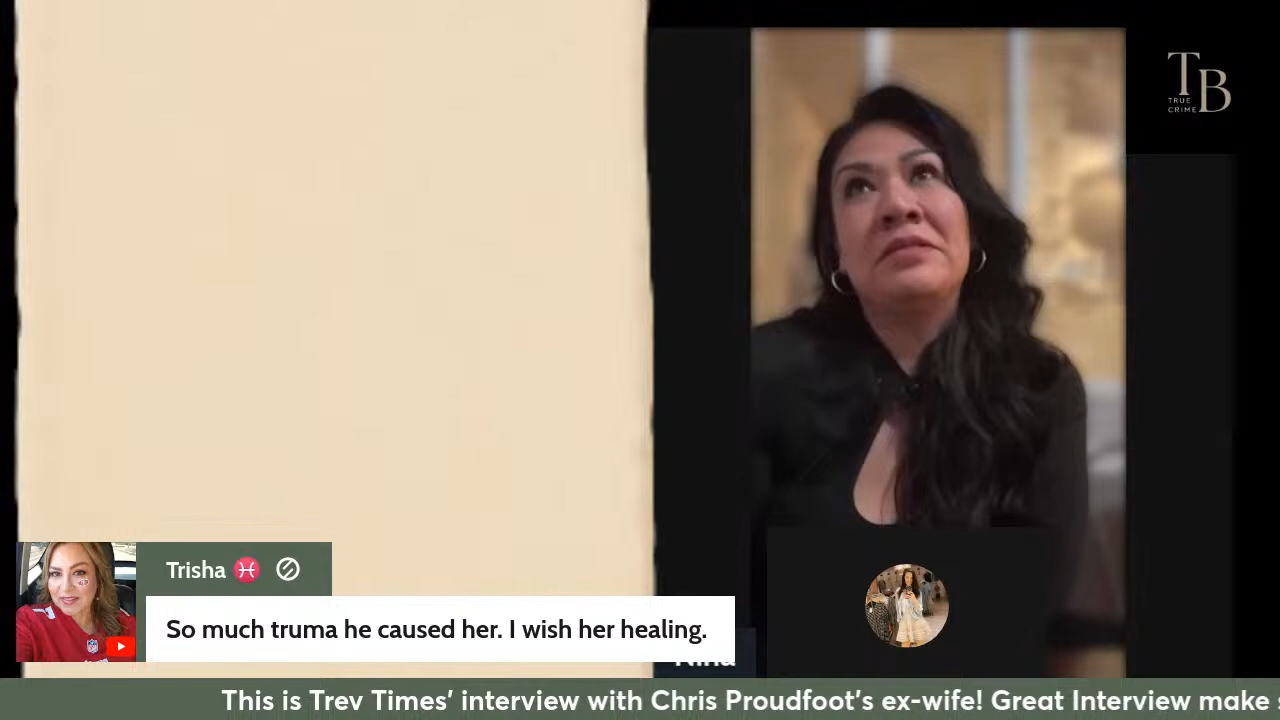 TB
TRUE
CRIME
Trisha
So much truma he caused her. I wish her healing.
Nina
This is Trev Times' interview with Chris Proudfoot's ex-wife! Great Interview make